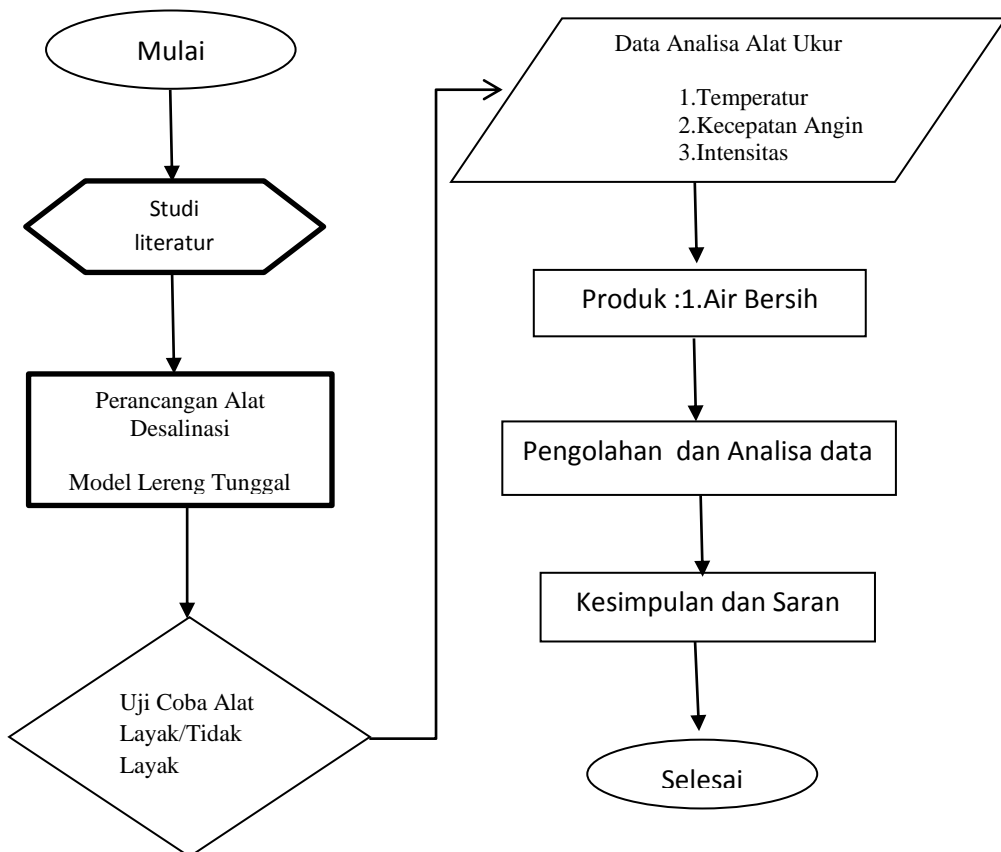 Mulai
Studi
literatur
Perancangan Alat
Desalinasi
Model Lereng Tunggal
Uji Coba Alat
Layak/Tidak
Layak
Data Analisa Alat Ukur
1.Temperatur
2.Kecepatan Angin
3.Intensitas
Produk :1.Air Bersih
Pengolahan  dan Analisa data
Kesimpulan dan Saran
Selesai